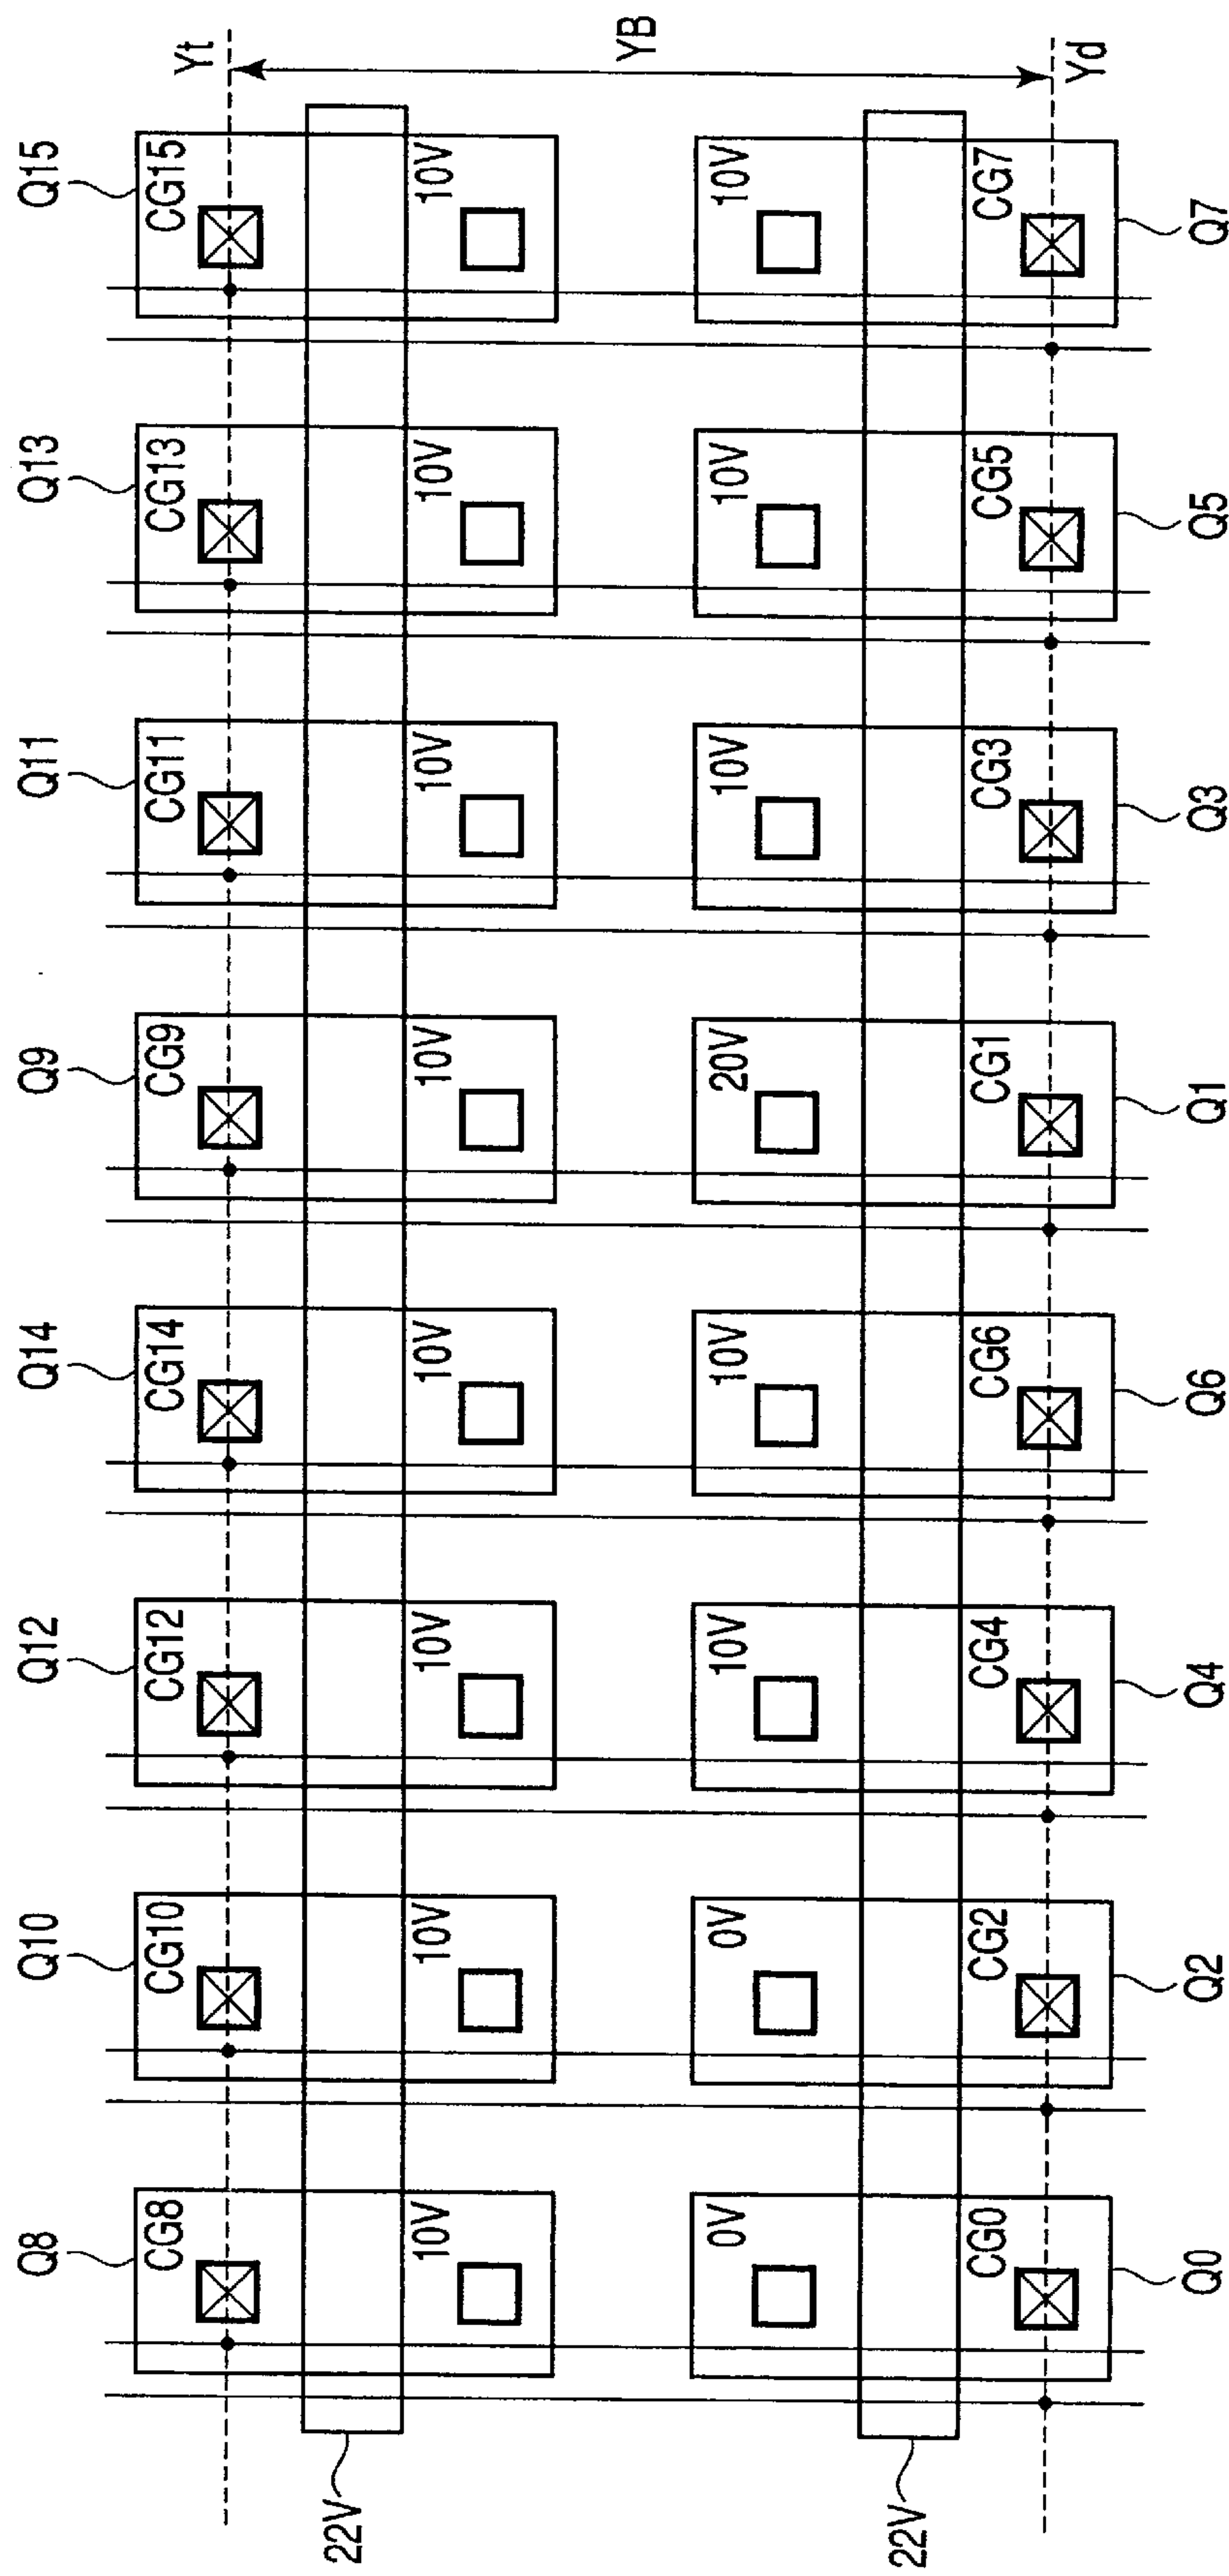 Q8 Q10 Q12 Q14 Q9 Q11 Q13 Q15
CG8 CG10 CG12 CG14 CG9 CG11 CG13 CG15
Yt
22V
10V 10V 10V 10V 10V 10V 10V 10V
YB
0V 0V 10V 10V 20V 10V 10V 10V
22V
CG0 CG2 CG4 CG6 CG1 CG3 CG5 CG7
Yd
Q0 Q2 Q4 Q6 Q1 Q3 Q5 Q7